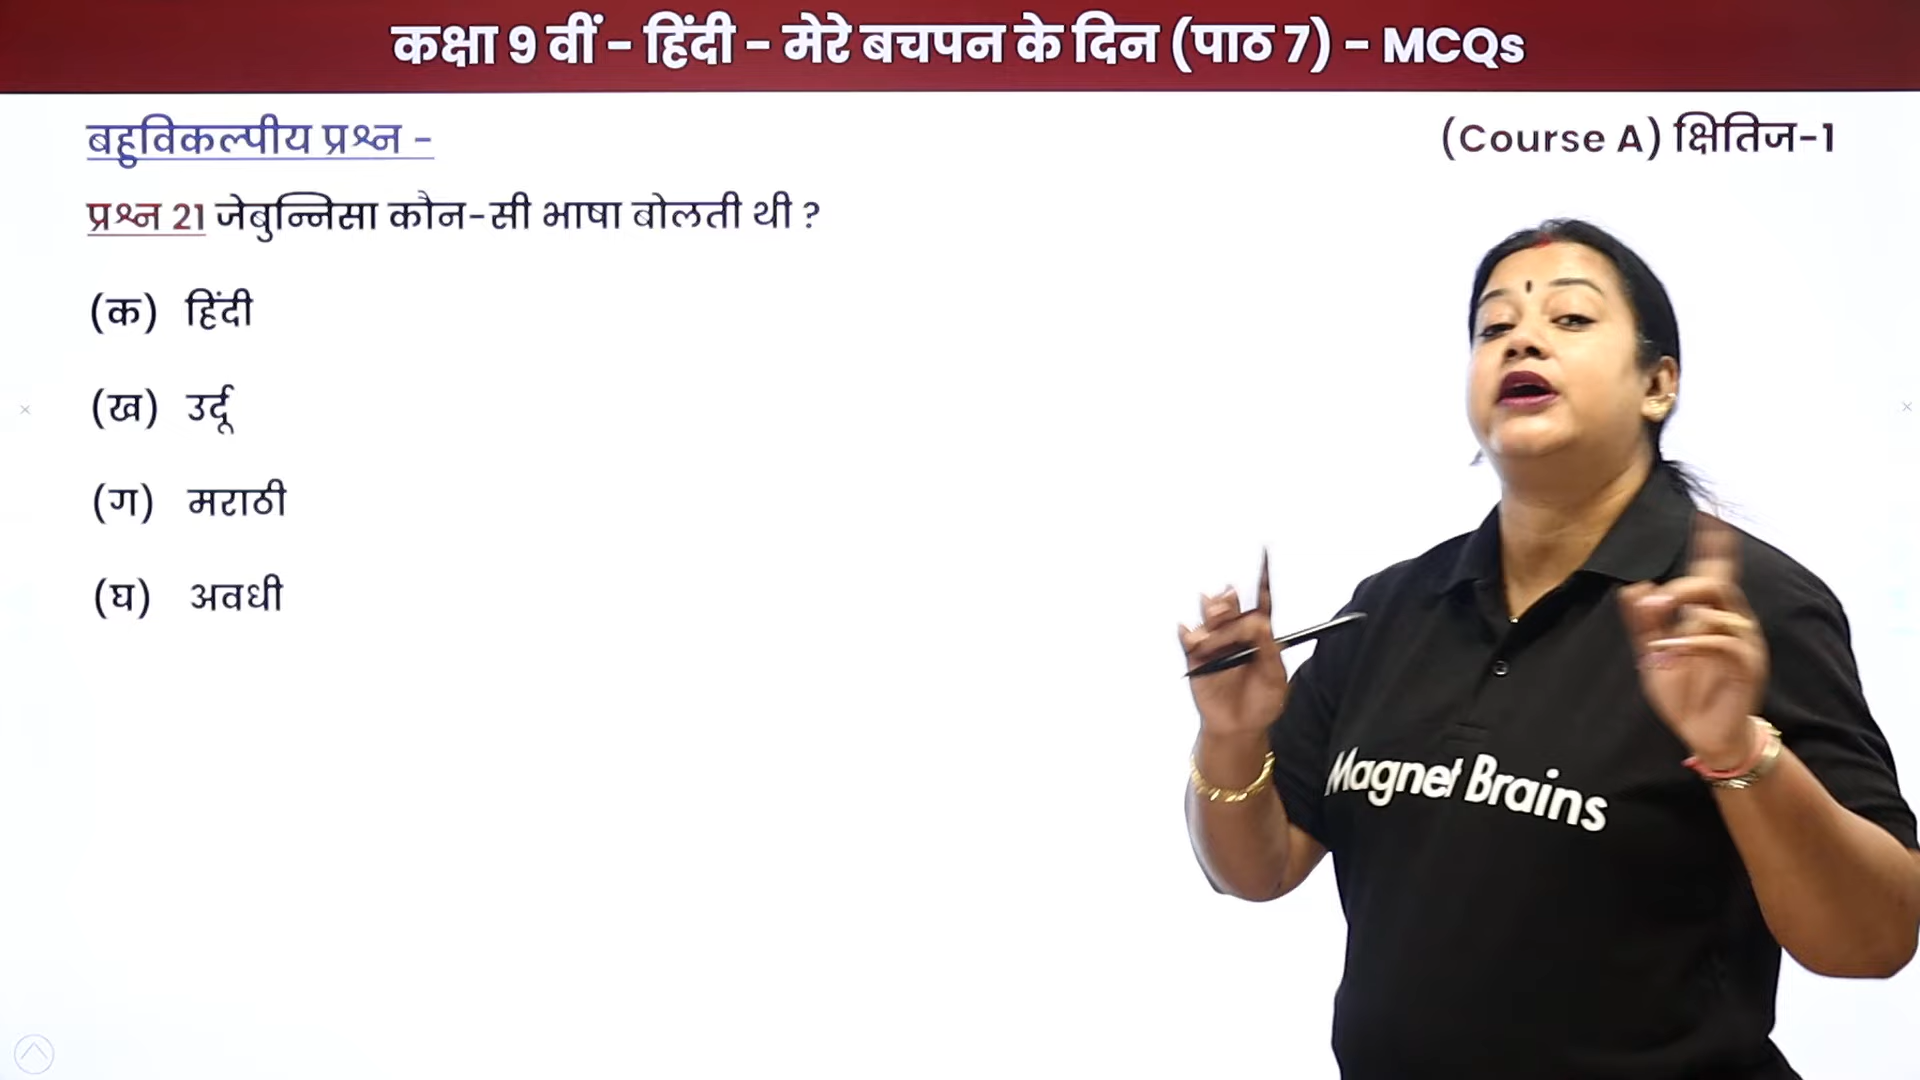 कक्षा 9 वीं - हिंदी - मेरे बचपन के दिन (पाठ 7) - MCQs
बहुविकल्पीय प्रश्न -
(Course A) क्षितिज-1
प्रश्न 21 जेबुन्निसा कौन-सी भाषा बोलती थी ?
(क) हिंदी
(ख) उर्दू
(ग) मराठी
(घ) अवधी
Magnet Brains